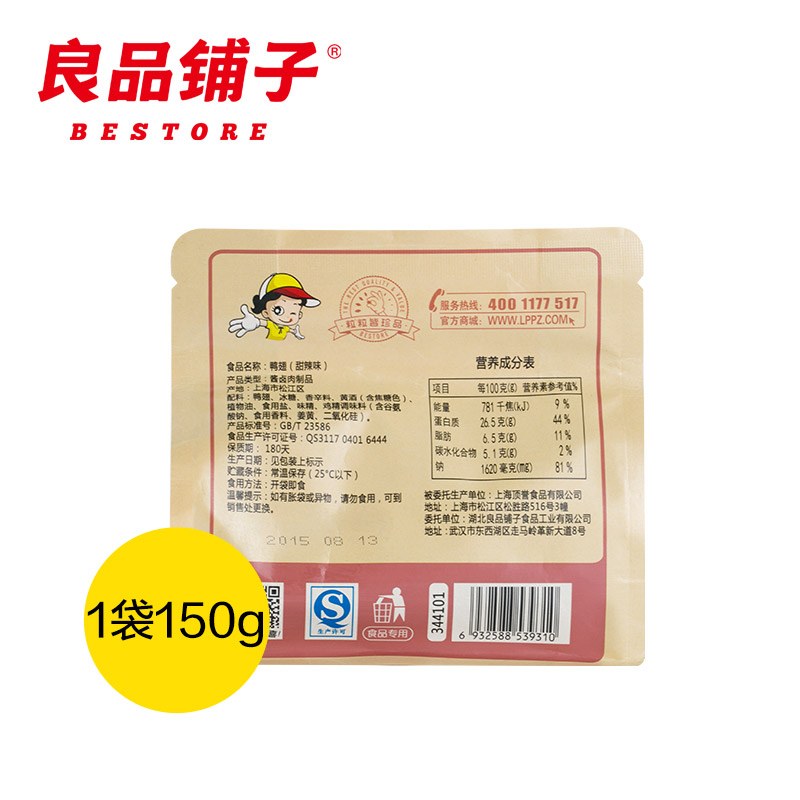 良品铺子®
BESTORE
THE BEST QUALITY & VALUE
粒粒皆珍品
BESTORE
服务热线: 400 1177 517
官方商城: WWW.LPPZ.COM
食品名称: 鸭翅（甜辣味）
产品类型: 酱卤肉制品
产地: 上海市松江区
配料: 鸭翅、冰糖、香辛料、黄酒（含焦糖色）、
植物油、食用盐、味精、鸡精调味料（含谷氨
酸钠、食用香料、姜黄、二氧化硅）。
产品标准号: GB/T 23586
食品生产许可证号: QS3117 0401 6444
保质期: 180天
生产日期: 见包装上标示
贮藏条件: 常温保存（25°C以下）
食用方法: 开袋即食
温馨提示: 如有胀袋或异物，请勿食用，可到
销售处更换。
2015 08 13
营养成分表
项目 每100克(g) 营养素参考值%
能量 781 千焦(kJ) 9 %
蛋白质 26.5 克(g) 44 %
脂肪 6.5 克(g) 11 %
碳水化合物 5.1 克(g) 2 %
钠 1620 毫克(mg) 81 %
被委托生产单位: 上海顶誉食品有限公司
地址: 上海市松江区松胜路516号3幢
委托单位: 湖北良品铺子食品工业有限公司
地址: 武汉市东西湖区走马岭革新大道8号
1袋150g
生产许可
食品专用
344101
6 932588 539310